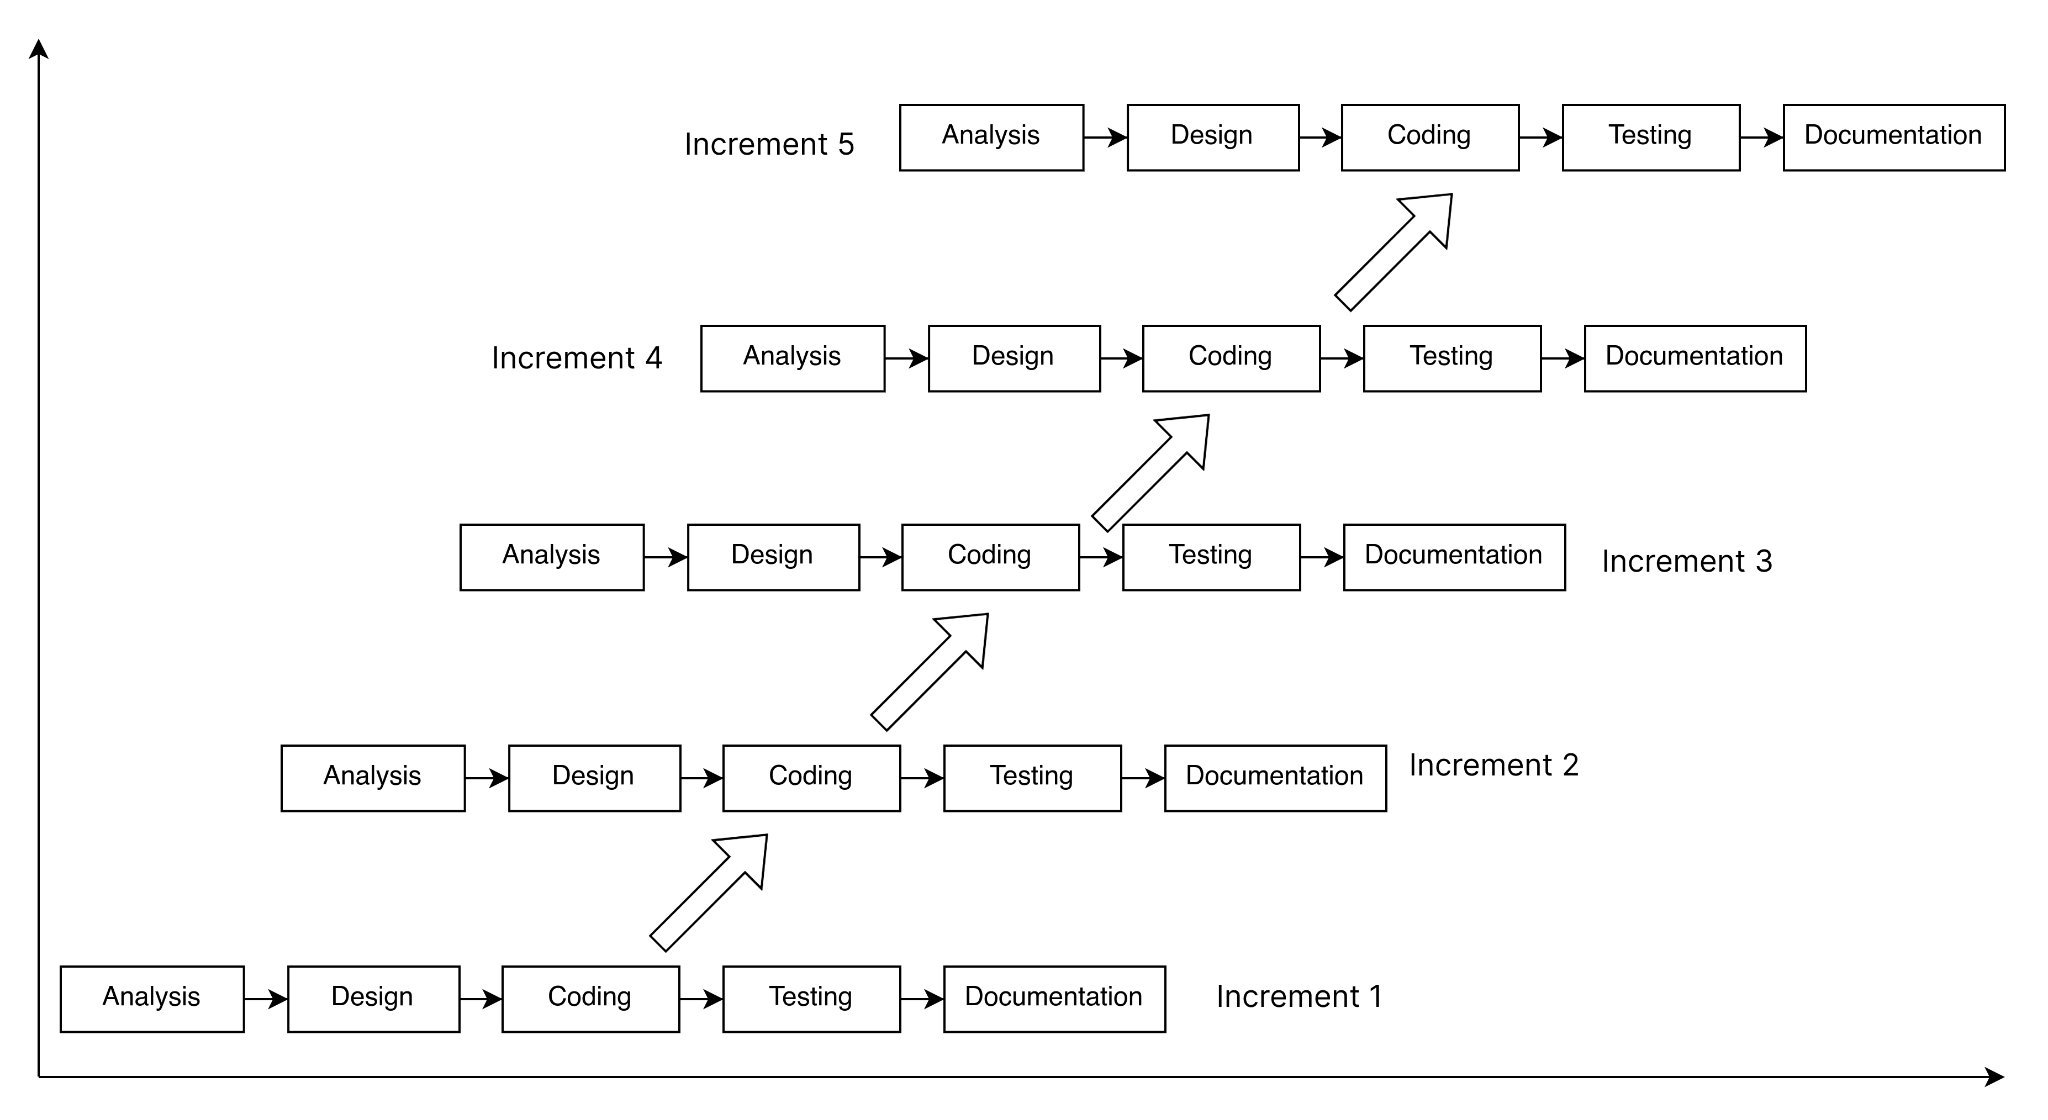 Increment 5 Analysis Design Coding Testing Documentation
Increment 4 Analysis Design Coding Testing Documentation
Analysis Design Coding Testing Documentation Increment 3
Analysis Design Coding Testing Documentation Increment 2
Analysis Design Coding Testing Documentation Increment 1